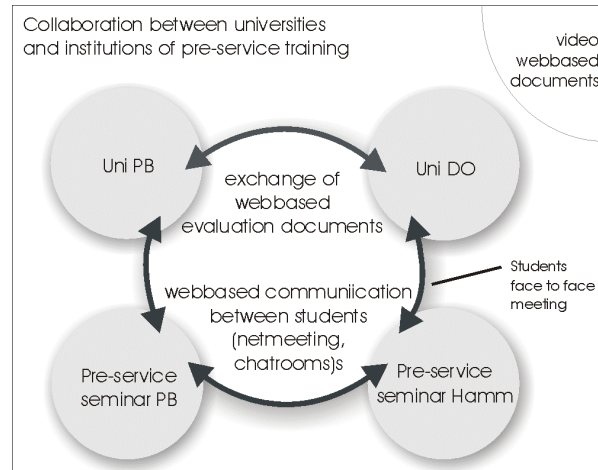 Collaboration between universities
and institutions of pre-service training
video
webbased
documents
Uni PB
Uni DO
exchange of
webbased
evaluation documents
webbased communiication
between students
(netmeeting,
chatrooms)s
Students
face to face
meeting
Pre-service
seminar PB
Pre-service
seminar Hamm